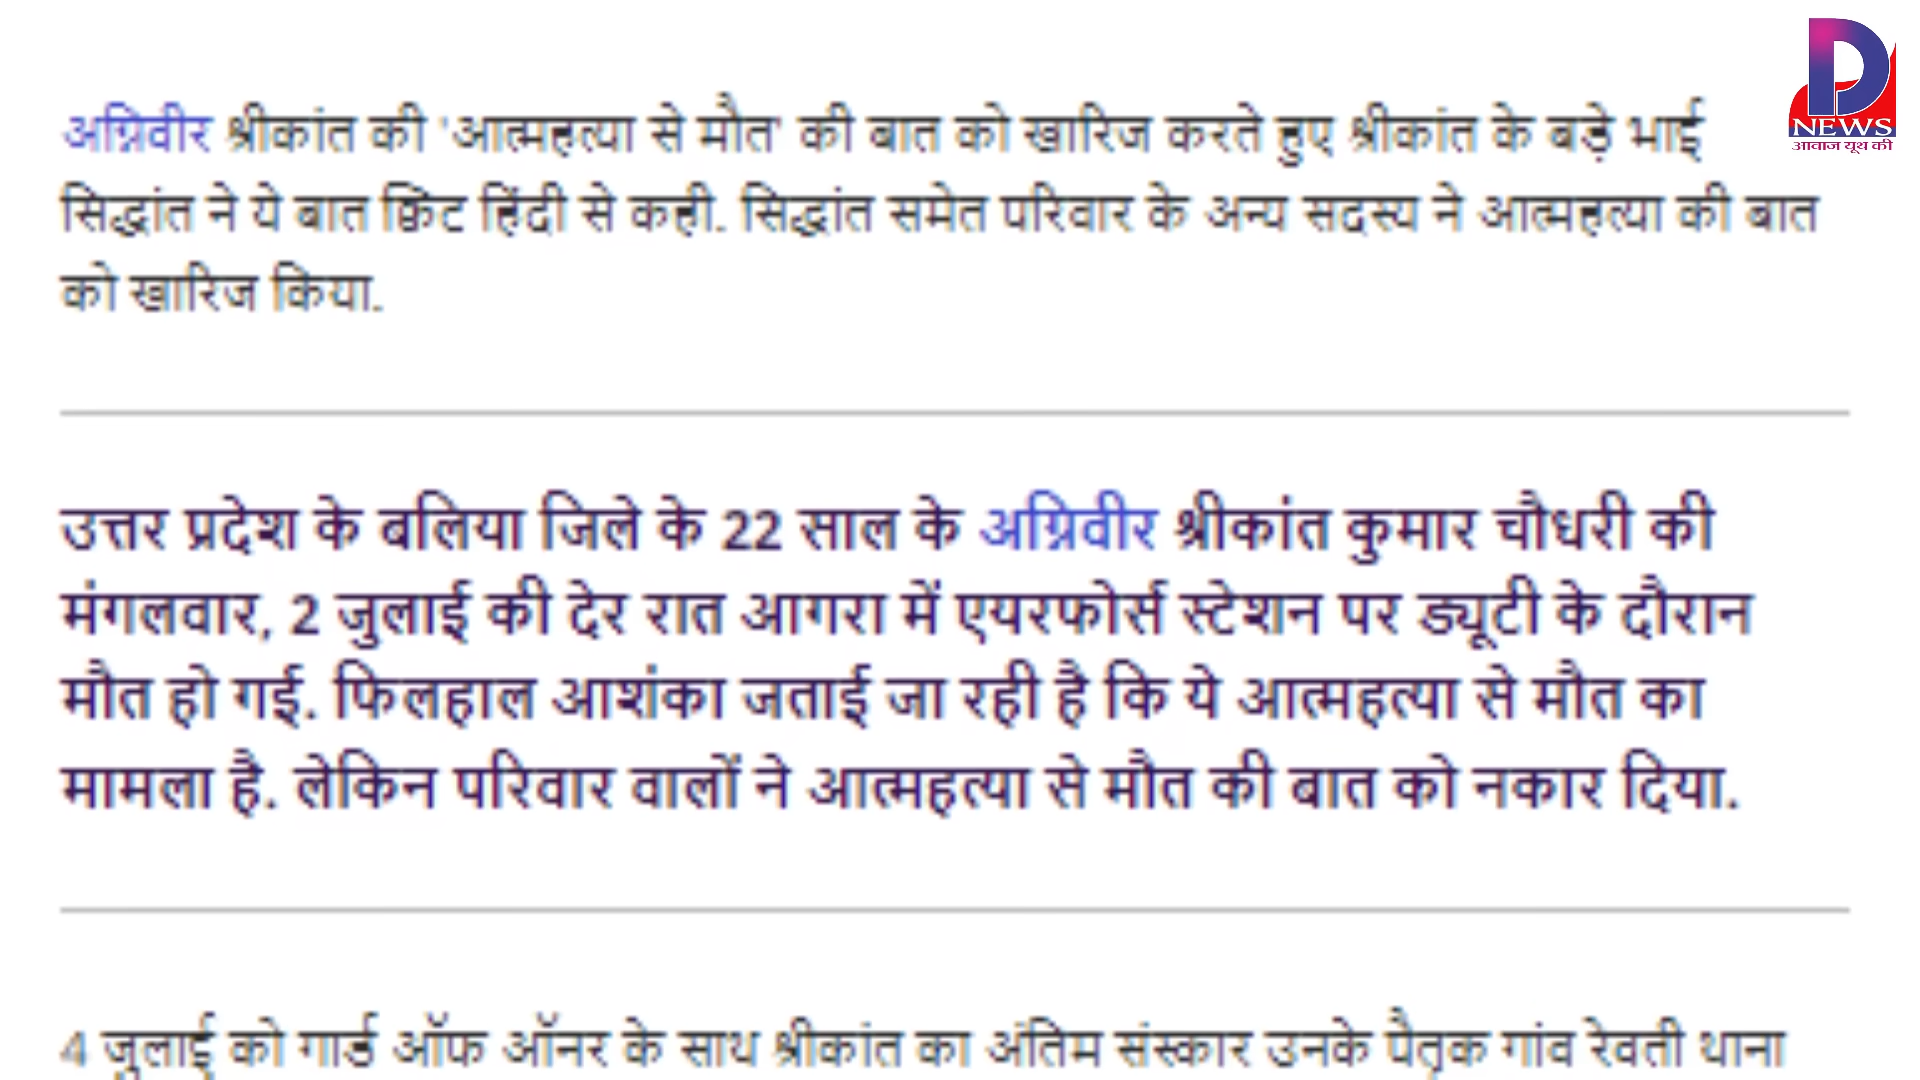 NEWS
आवाज यूथ की
अग्निवीर श्रीकांत की 'आत्महत्या से मौत' की बात को खारिज करते हुए श्रीकांत के बड़े भाई
सिद्धांत ने ये बात क्विंट हिंदी से कही. सिद्धांत समेत परिवार के अन्य सदस्य ने आत्महत्या की बात
को खारिज किया.
उत्तर प्रदेश के बलिया जिले के 22 साल के अग्निवीर श्रीकांत कुमार चौधरी की
मंगलवार, 2 जुलाई की देर रात आगरा में एयरफोर्स स्टेशन पर ड्यूटी के दौरान
मौत हो गई. फिलहाल आशंका जताई जा रही है कि ये आत्महत्या से मौत का
मामला है. लेकिन परिवार वालों ने आत्महत्या से मौत की बात को नकार दिया.
4 जुलाई को गार्ड ऑफ ऑनर के साथ श्रीकांत का अंतिम संस्कार उनके पैतृक गांव रेवती थाना